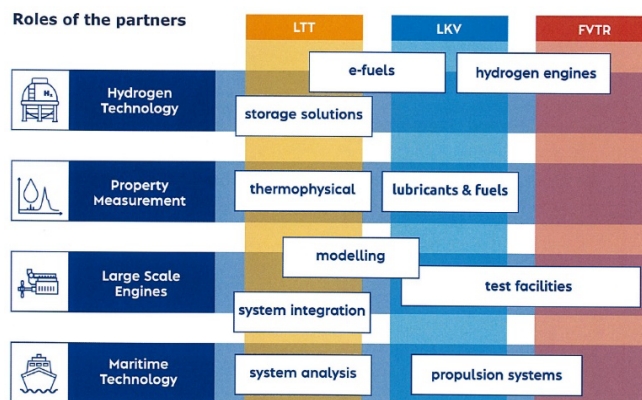 Roles of the partners
LTT
LKV
FVTR
Hydrogen
Technology
H₂
e-fuels
hydrogen engines
storage solutions
Property
Measurement
thermophysical
lubricants & fuels
Large Scale
Engines
modelling
test facilities
system integration
Maritime
Technology
system analysis
propulsion systems